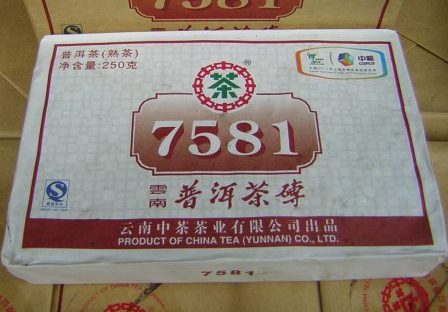 普洱茶(熟茶)
净含量:250克
茶
®
中粮
COFCO
7581
雲南
普洱茶磚
云南中茶茶业有限公司出品
PRODUCT OF CHINA TEA (YUNNAN) CO., LTD.
7581